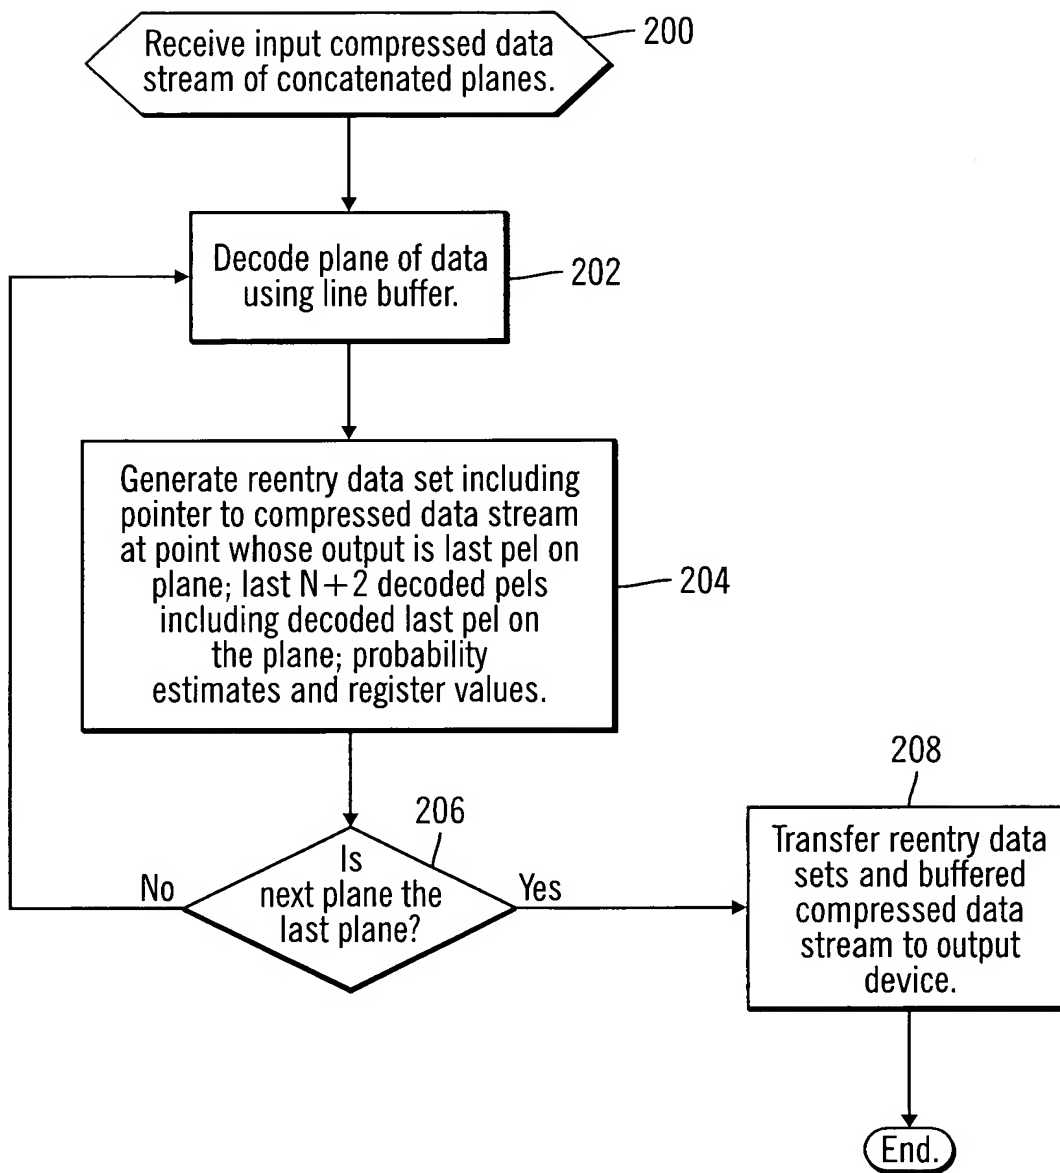 Receive input compressed data
stream of concatenated planes.
200
Decode plane of data
using line buffer.
202
Generate reentry data set including
pointer to compressed data stream
at point whose output is last pel on
plane; last N+2 decoded pels
including decoded last pel on
the plane; probability
estimates and register values.
204
206
Is
next plane the
last plane?
No
Yes
208
Transfer reentry data
sets and buffered
compressed data
stream to output
device.
End.